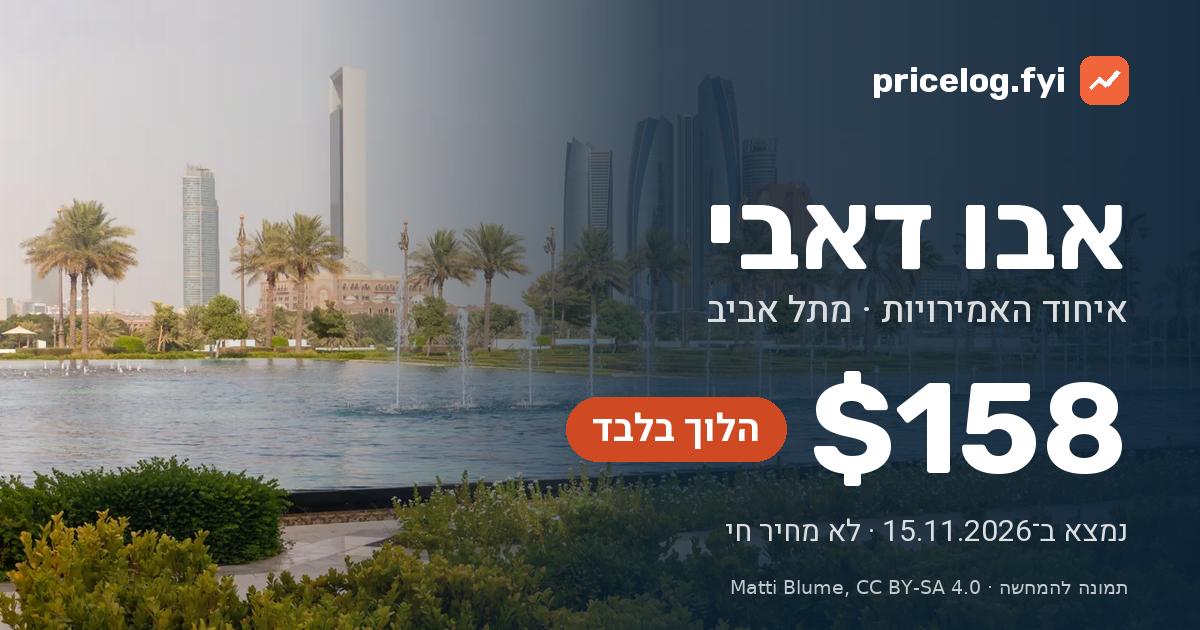 pricelog.fyi
אבו דאבי
איחוד האמירויות · מתל אביב
$158 הלוך בלבד
נמצא ב־15.11.2026 · לא מחיר חי
תמונה להמחשה · Matti Blume, CC BY-SA 4.0